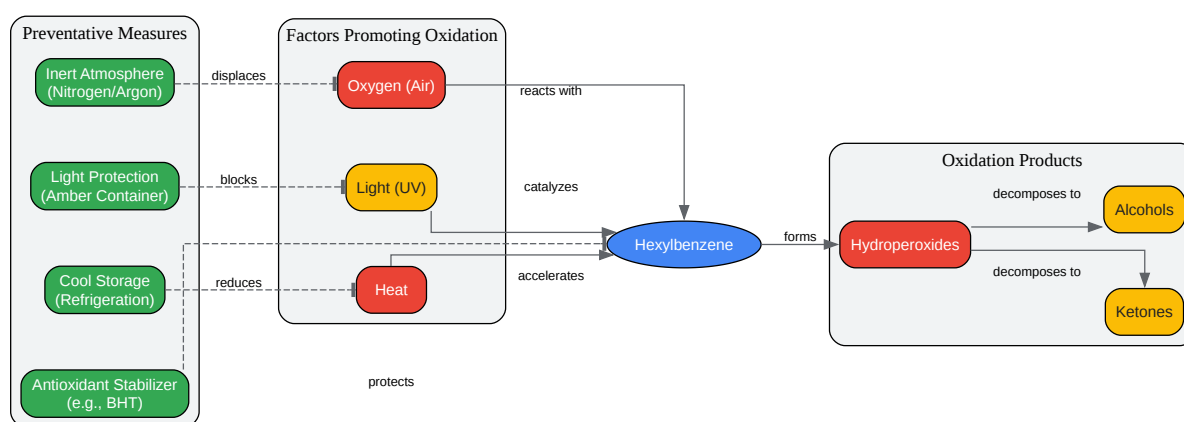 Preventative Measures
Inert Atmosphere
(Nitrogen/Argon)
Light Protection
(Amber Container)
Cool Storage
(Refrigeration)
Antioxidant Stabilizer
(e.g., BHT)
displaces
blocks
reduces
protects
Factors Promoting Oxidation
Oxygen (Air)
Light (UV)
Heat
reacts with
catalyzes
accelerates
Hexylbenzene
forms
Oxidation Products
Hydroperoxides
decomposes to
decomposes to
Alcohols
Ketones